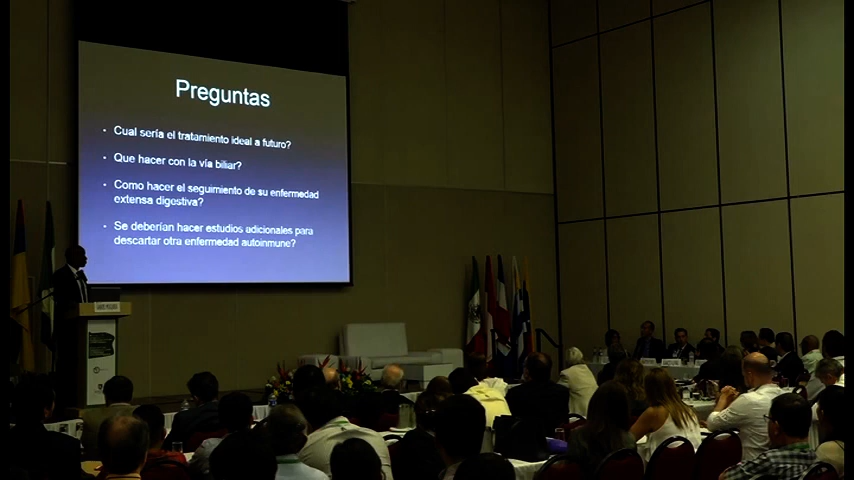 Preguntas
• Cual sería el tratamiento ideal a futuro?
• Que hacer con la vía biliar?
• Como hacer el seguimiento de su enfermedad
extensa digestiva?
• Se deberían hacer estudios adicionales para
descartar otra enfermedad autoinmune?